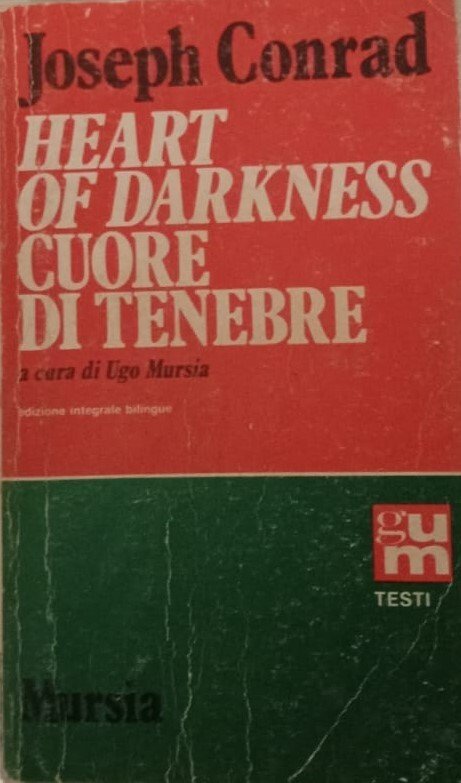 Joseph Conrad
HEART
OF DARKNESS
CUORE
DI TENEBRE
a cura di Ugo Mursia
edizione integrale bilingue
gu
m
TESTI
Mursia